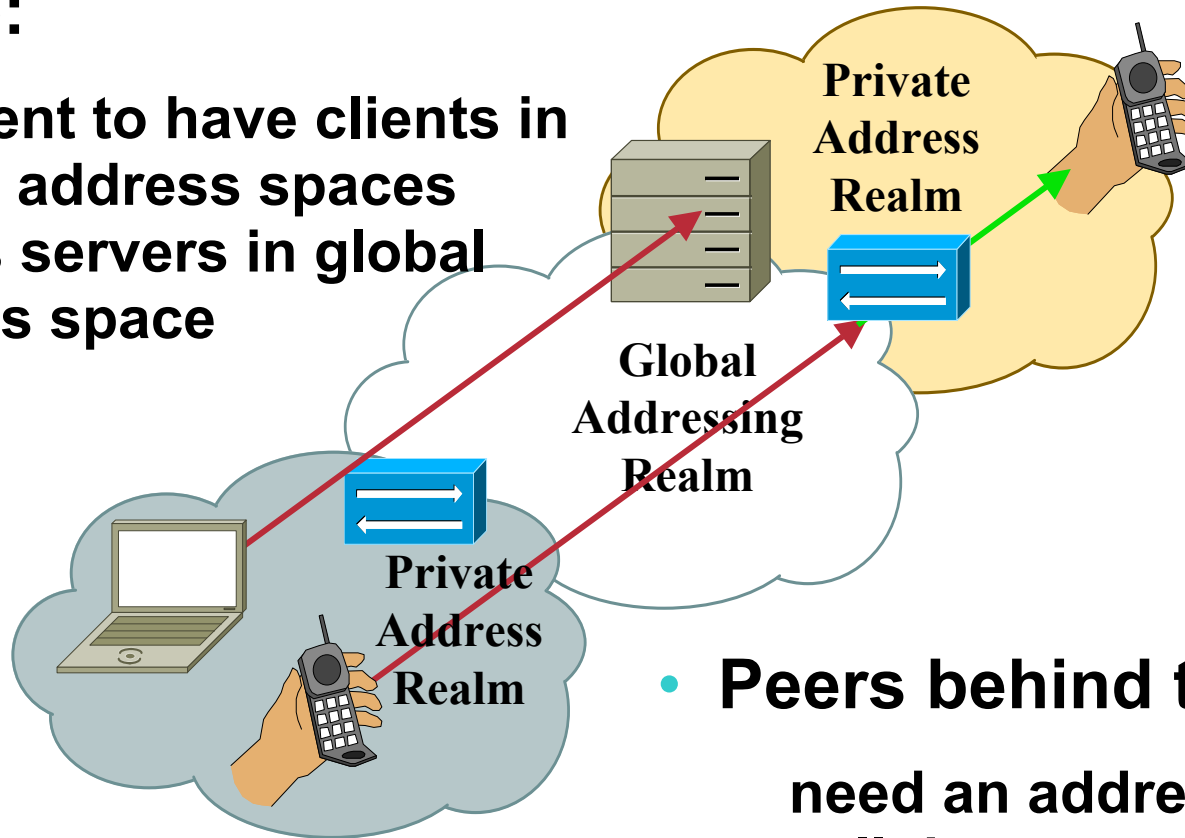 :
ent to have clients in
address spaces
servers in global
s space
Private
Address
Realm
Global
Addressing
Realm
Private
Address
Realm
• Peers behind t
need an addre